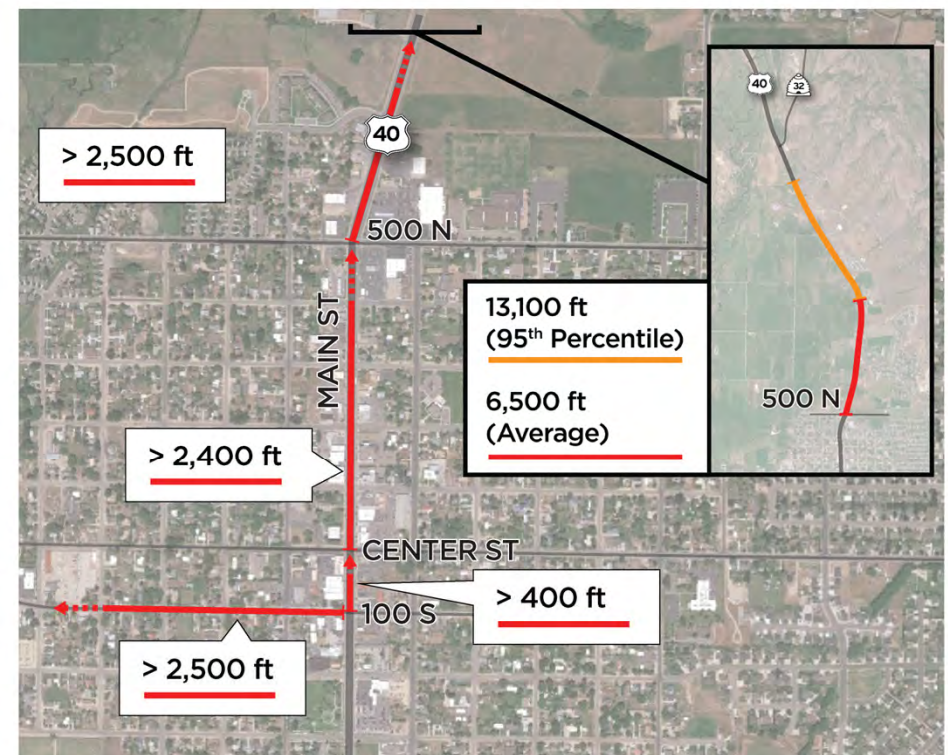 40
32
> 2,500 ft
40
500 N
MAIN ST
13,100 ft
(95th Percentile)
6,500 ft
(Average)
500 N
> 2,400 ft
CENTER ST
> 400 ft
100 S
> 2,500 ft